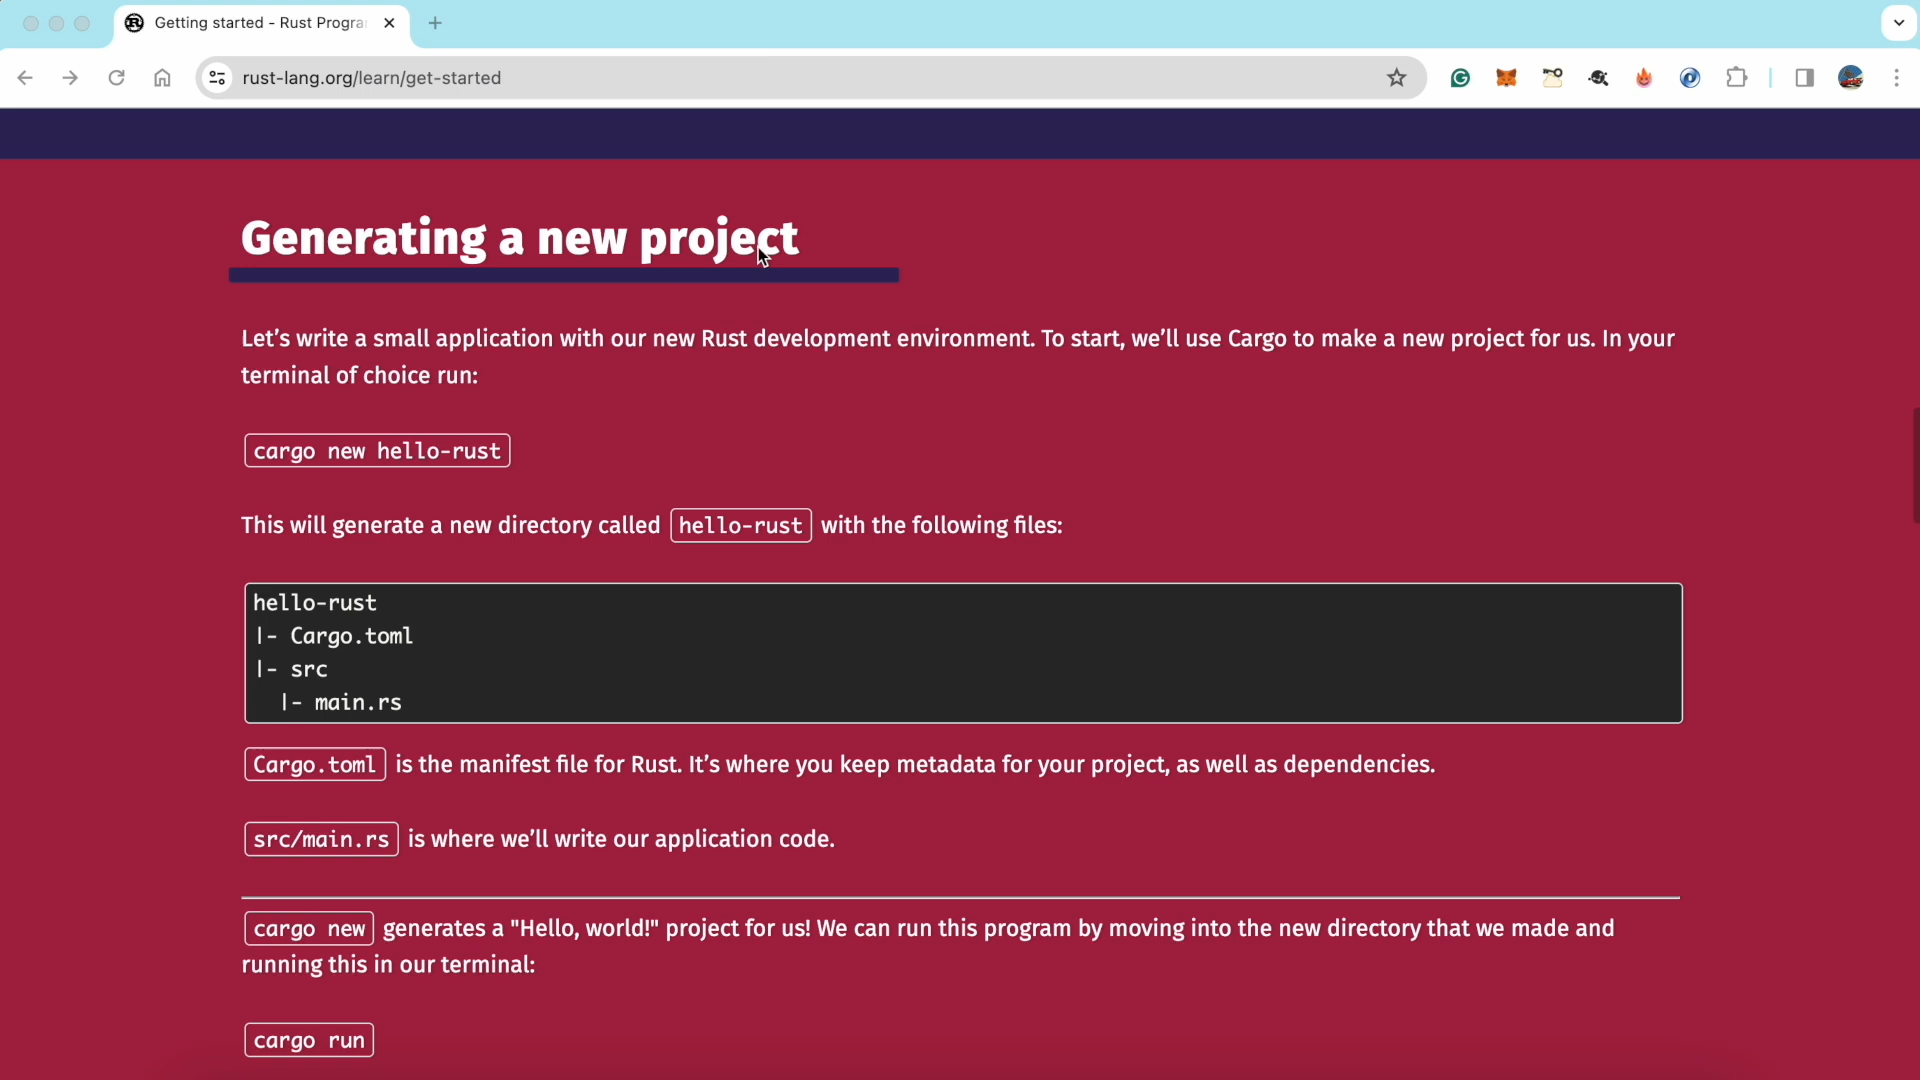 Getting started - Rust Progra
rust-lang.org/learn/get-started
Generating a new project
Let’s write a small application with our new Rust development environment. To start, we’ll use Cargo to make a new project for us. In your
terminal of choice run:
cargo new hello-rust
This will generate a new directory called hello-rust with the following files:
hello-rust
|- Cargo.toml
|- src
  |- main.rs
Cargo.toml is the manifest file for Rust. It’s where you keep metadata for your project, as well as dependencies.
src/main.rs is where we’ll write our application code.
cargo new generates a "Hello, world!" project for us! We can run this program by moving into the new directory that we made and
running this in our terminal:
cargo run